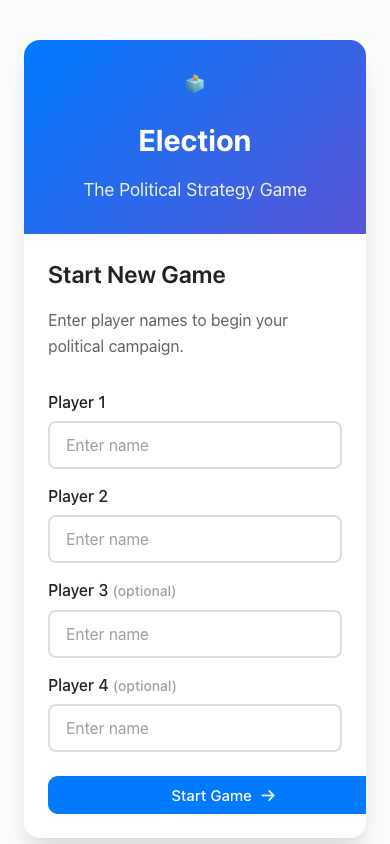 Election
The Political Strategy Game
Start New Game
Enter player names to begin your
political campaign.
Player 1
Enter name
Player 2
Enter name
Player 3 (optional)
Enter name
Player 4 (optional)
Enter name
Start Game →